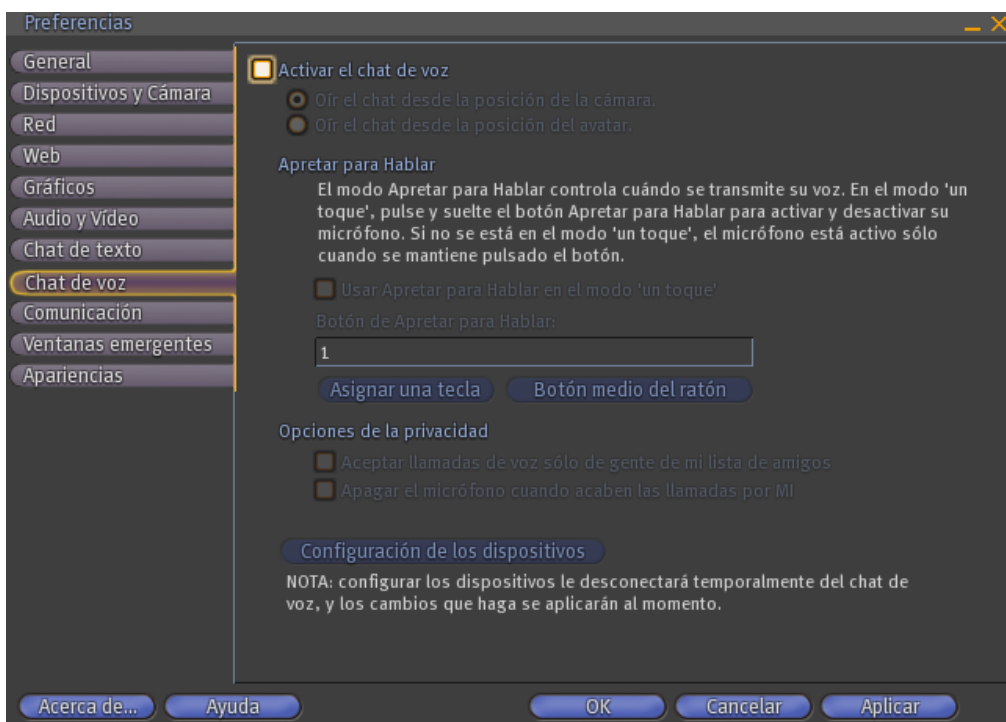 Preferencias
General
Dispositivos y Cámara
Red
Web
Gráficos
Audio y Vídeo
Chat de texto
Chat de voz
Comunicación
Ventanas emergentes
Apariencias
Activar el chat de voz
Oír el chat desde la posición de la cámara.
Oír el chat desde la posición del avatar.
Apretar para Hablar
El modo Apretar para Hablar controla cuándo se transmite su voz. En el modo 'un
toque', pulse y suelte el botón Apretar para Hablar para activar y desactivar su
micrófono. Si no se está en el modo 'un toque', el micrófono está activo sólo
cuando se mantiene pulsado el botón.
Usar Apretar para Hablar en el modo 'un toque'
Botón de Apretar para Hablar:
1
Asignar una tecla Botón medio del ratón
Opciones de la privacidad
Aceptar llamadas de voz sólo de gente de mi lista de amigos
Apagar el micrófono cuando acaben las llamadas por MI
Configuración de los dispositivos
NOTA: configurar los dispositivos le desconectará temporalmente del chat de
voz, y los cambios que haga se aplicarán al momento.
Acerca de... Ayuda OK Cancelar Aplicar